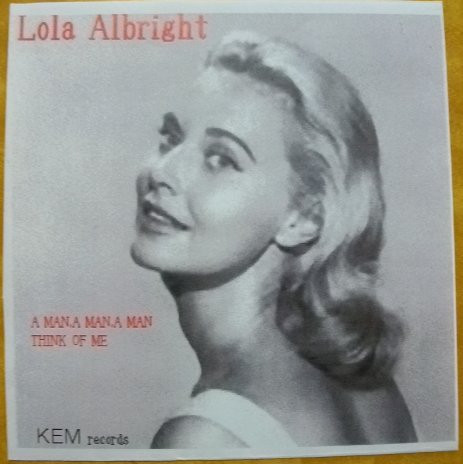 Lola Albright
A MAN,A MAN,A MAN
THINK OF ME
KEM records